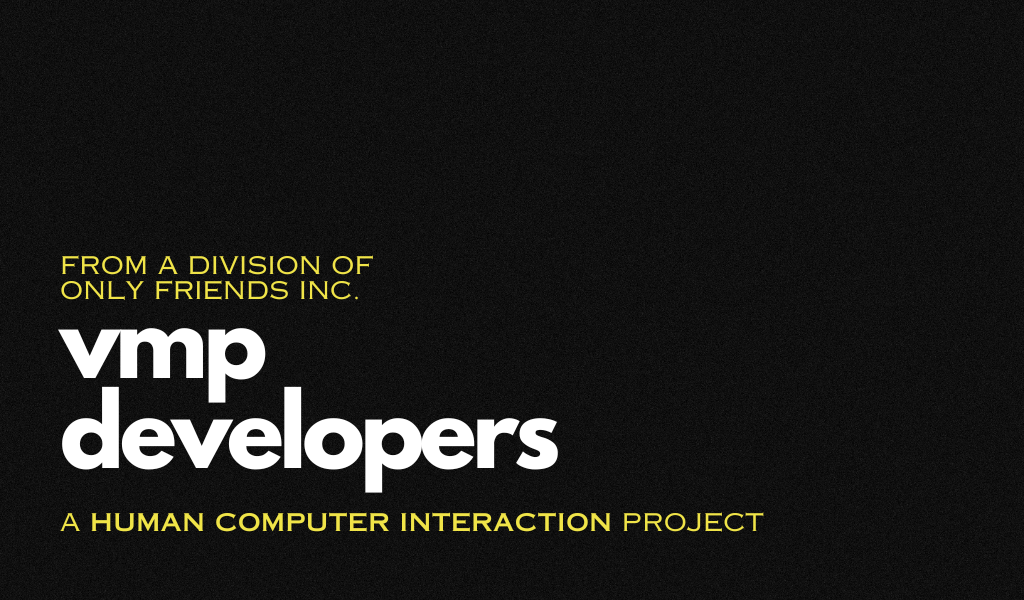 FROM A DIVISION OF
ONLY FRIENDS INC.
vmp
developers
A HUMAN COMPUTER INTERACTION PROJECT